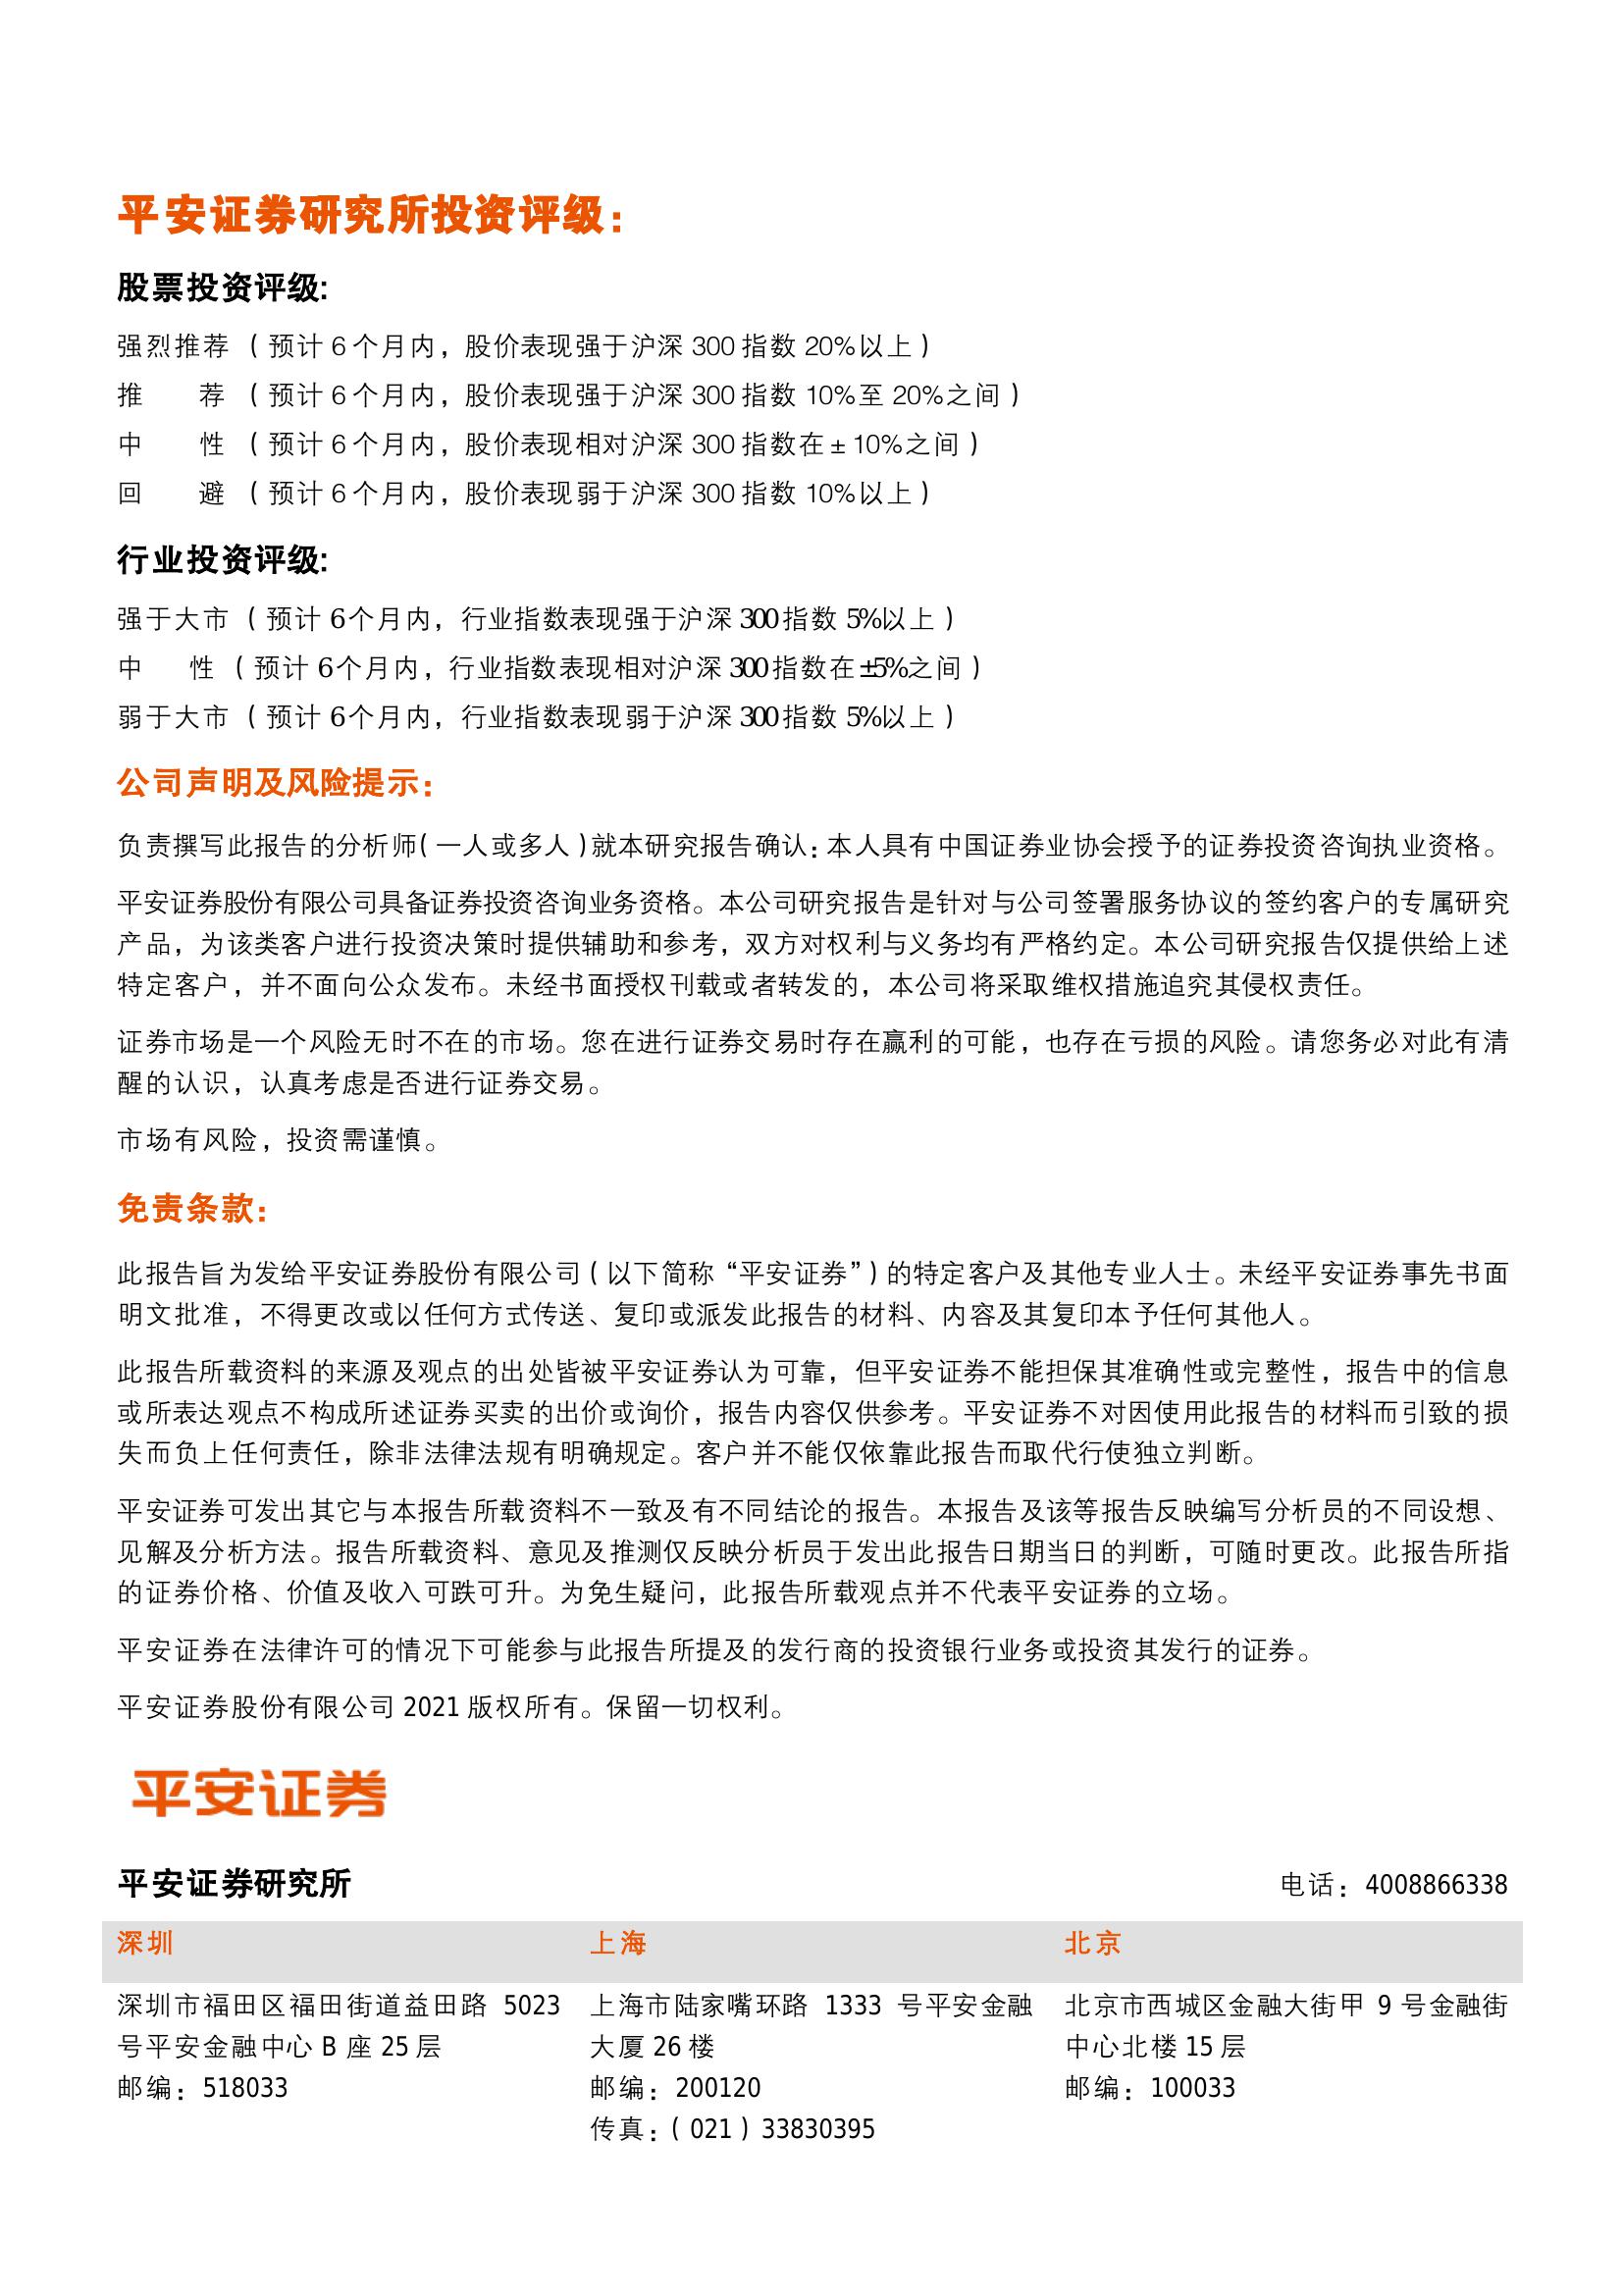 平安证券研究所投资评级：
股票投资评级:
强烈推荐 （预计 6 个月内，股价表现强于沪深 300 指数 20%以上）
推　　荐 （预计 6 个月内，股价表现强于沪深 300 指数 10%至 20%之间）
中　　性 （预计 6 个月内，股价表现相对沪深 300 指数在±10%之间）
回　　避 （预计 6 个月内，股价表现弱于沪深 300 指数 10%以上）
行业投资评级:
强于大市 （预计 6个月内，行业指数表现强于沪深 300指数 5%以上）
中　　性 （预计 6个月内，行业指数表现相对沪深 300指数在±5%之间）
弱于大市 （预计 6个月内，行业指数表现弱于沪深 300指数 5%以上）
公司声明及风险提示：
负责撰写此报告的分析师(一人或多人)就本研究报告确认：本人具有中国证券业协会授予的证券投资咨询执业资格。
平安证券股份有限公司具备证券投资咨询业务资格。本公司研究报告是针对与公司签署服务协议的签约客户的专属研究
产品，为该类客户进行投资决策时提供辅助和参考，双方对权利与义务均有严格约定。本公司研究报告仅提供给上述
特定客户，并不面向公众发布。未经书面授权刊载或者转发的，本公司将采取维权措施追究其侵权责任。
证券市场是一个风险无时不在的市场。您在进行证券交易时存在赢利的可能，也存在亏损的风险。请您务必对此有清
醒的认识，认真考虑是否进行证券交易。
市场有风险，投资需谨慎。
免责条款：
此报告旨为发给平安证券股份有限公司（以下简称“平安证券”）的特定客户及其他专业人士。未经平安证券事先书面
明文批准，不得更改或以任何方式传送、复印或派发此报告的材料、内容及其复印本予任何其他人。
此报告所载资料的来源及观点的出处皆被平安证券认为可靠，但平安证券不能担保其准确性或完整性，报告中的信息
或所表达观点不构成所述证券买卖的出价或询价，报告内容仅供参考。平安证券不对因使用此报告的材料而引致的损
失而负上任何责任，除非法律法规有明确规定。客户并不能仅依靠此报告而取代行使独立判断。
平安证券可发出其它与本报告所载资料不一致及有不同结论的报告。本报告及该等报告反映编写分析员的不同设想、
见解及分析方法。报告所载资料、意见及推测仅反映分析员于发出此报告日期当日的判断，可随时更改。此报告所指
的证券价格、价值及收入可跌可升。为免生疑问，此报告所载观点并不代表平安证券的立场。
平安证券在法律许可的情况下可能参与此报告所提及的发行商的投资银行业务或投资其发行的证券。
平安证券股份有限公司 2021 版权所有。保留一切权利。
平安证券
平安证券研究所　电话：4008866338
深圳　上海　北京
深圳市福田区福田街道益田路 5023
号平安金融中心 B 座 25 层
邮编：518033
上海市陆家嘴环路 1333 号平安金融
大厦 26 楼
邮编：200120
传真：（021）33830395
北京市西城区金融大街甲 9 号金融街
中心北楼 15 层
邮编：100033